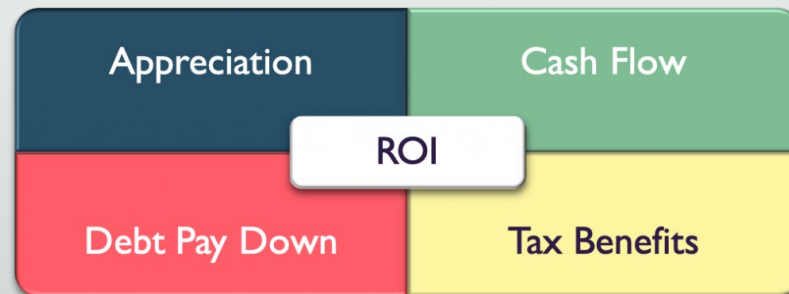 Appreciation
Cash Flow
ROI
Debt Pay Down
Tax Benefits